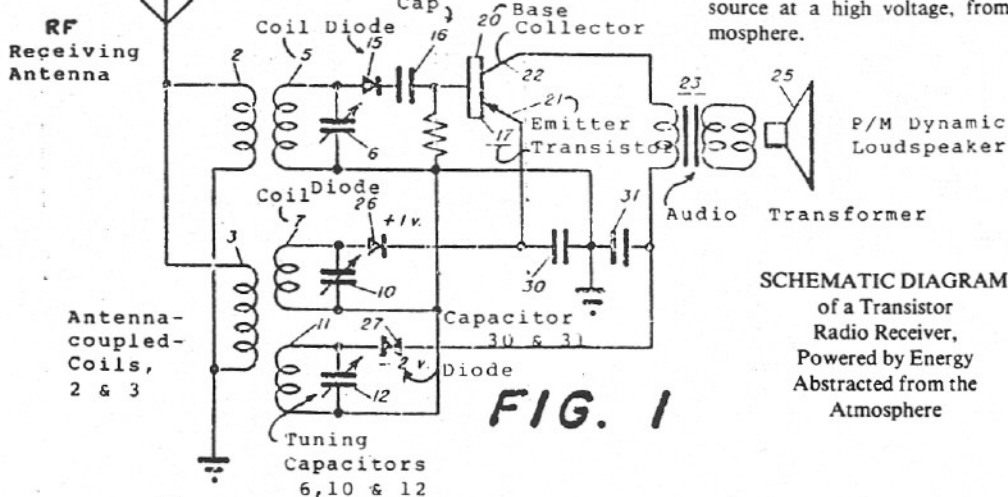 source at a high voltage, from
mosphere.
Cap
20 Base
Collector
Coil Diode
15
16
RF
Receiving
Antenna
2
5
22
23
25
21
Emitter
17
Transistor
6
P/M Dynamic
Loudspeaker
Coil Diode
7
26
+1v.
31
Audio Transformer
3
10
30
SCHEMATIC DIAGRAM
of a Transistor
Radio Receiver,
Powered by Energy
Abstracted from the
Atmosphere
Antenna-
coupled-
Coils,
2 & 3
11
27
Capacitor
30 & 31
- 2 v.
Diode
12
FIG. 1
Tuning
Capacitors
6,10 & 12